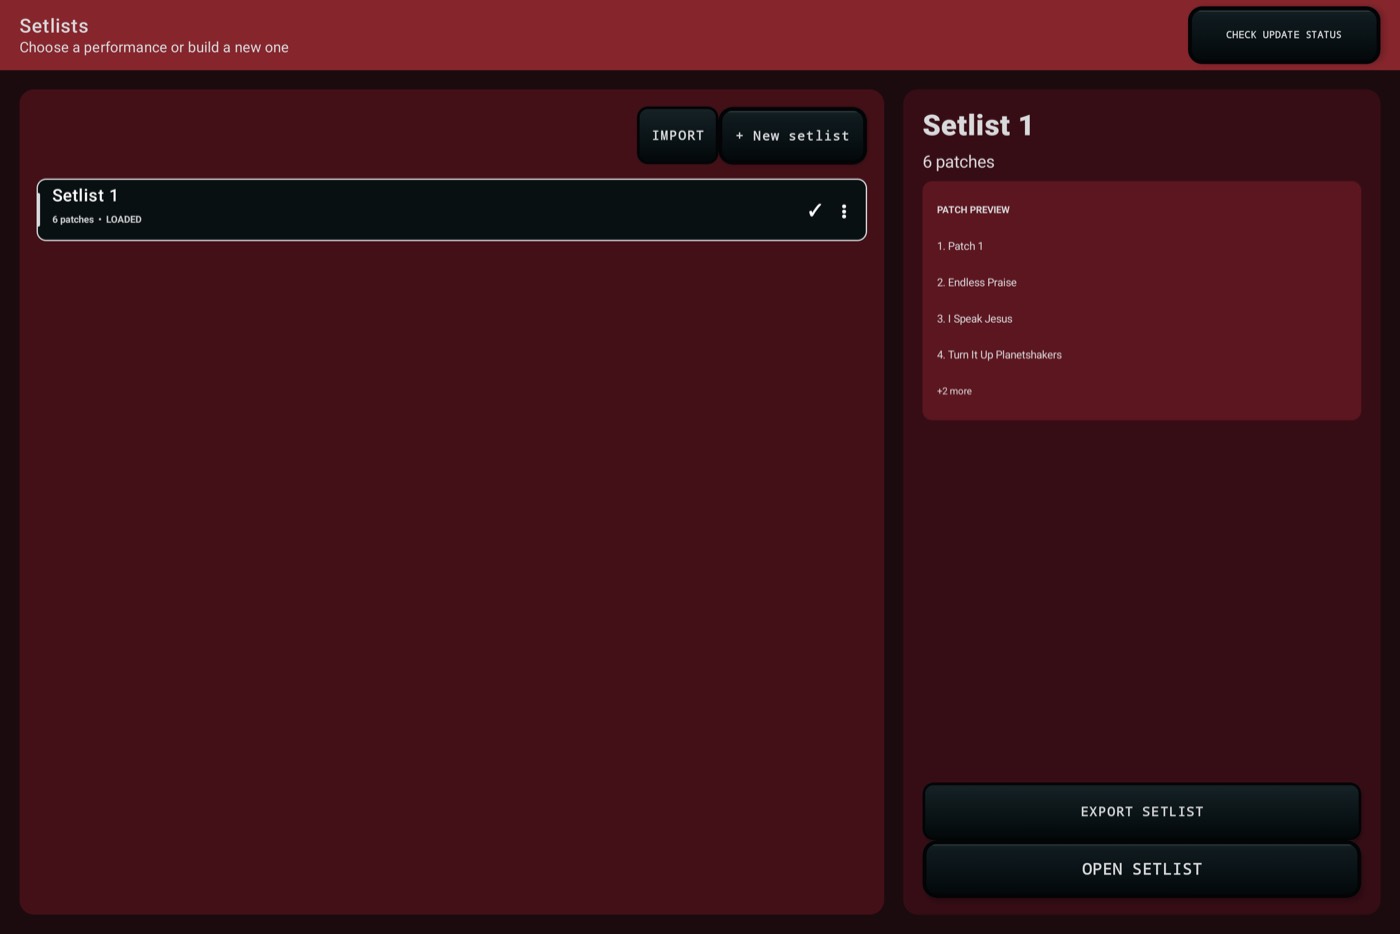 Setlists
Choose a performance or build a new one
CHECK UPDATE STATUS
IMPORT
+ New setlist
Setlist 1
6 patches • LOADED
Setlist 1
6 patches
PATCH PREVIEW
1. Patch 1
2. Endless Praise
3. I Speak Jesus
4. Turn It Up Planetshakers
+2 more
EXPORT SETLIST
OPEN SETLIST